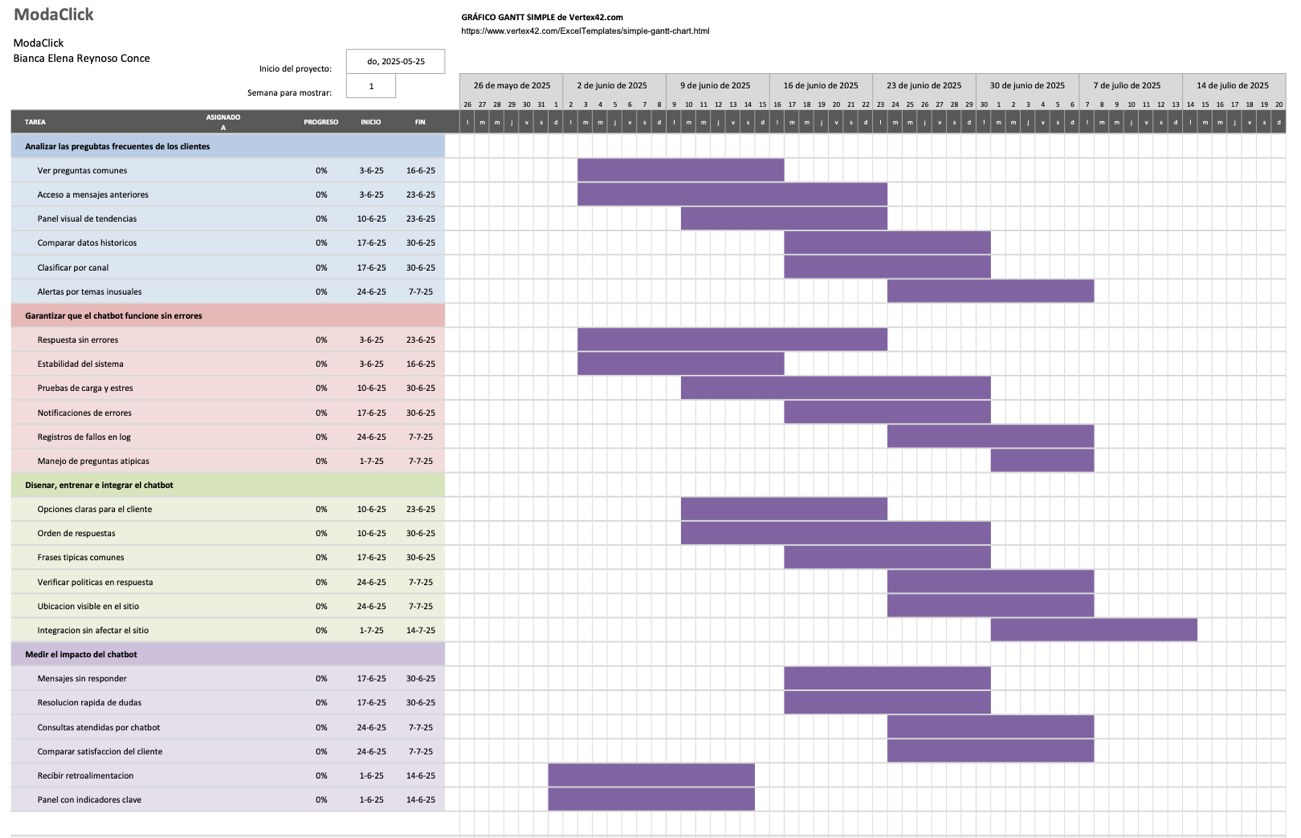 ModaClick
GRÁFICO GANTT SIMPLE de Vertex42.com
https://www.vertex42.com/ExcelTemplates/simple-gantt-chart.html
ModaClick
Bianca Elena Reynoso Conce
Inicio del proyecto: do, 2025-05-25
Semana para mostrar: 1
26 de mayo de 2025 2 de junio de 2025 9 de junio de 2025 16 de junio de 2025 23 de junio de 2025 30 de junio de 2025 7 de julio de 2025 14 de julio de 2025
26 27 28 29 30 31 1 2 3 4 5 6 7 8 9 10 11 12 13 14 15 16 17 18 19 20 21 22 23 24 25 26 27 28 29 30 1 2 3 4 5 6 7 8 9 10 11 12 13 14 15 16 17 18 19 20
TAREA ASIGNADO A PROGRESO INICIO FIN l m m j v s d l m m j v s d l m m j v s d l m m j v s d l m m j v s d l m m j v s d l m m j v s d l m m j v s d
Analizar las pregubtas frecuentes de los clientes
Ver preguntas comunes 0% 3-6-25 16-6-25
Acceso a mensajes anteriores 0% 3-6-25 23-6-25
Panel visual de tendencias 0% 10-6-25 23-6-25
Comparar datos historicos 0% 17-6-25 30-6-25
Clasificar por canal 0% 17-6-25 30-6-25
Alertas por temas inusuales 0% 24-6-25 7-7-25
Garantizar que el chatbot funcione sin errores
Respuesta sin errores 0% 3-6-25 23-6-25
Estabilidad del sistema 0% 3-6-25 16-6-25
Pruebas de carga y estres 0% 10-6-25 30-6-25
Notificaciones de errores 0% 17-6-25 30-6-25
Registros de fallos en log 0% 24-6-25 7-7-25
Manejo de preguntas atipicas 0% 1-7-25 7-7-25
Disenar, entrenar e integrar el chatbot
Opciones claras para el cliente 0% 10-6-25 23-6-25
Orden de respuestas 0% 10-6-25 30-6-25
Frases tipicas comunes 0% 17-6-25 30-6-25
Verificar politicas en respuesta 0% 24-6-25 7-7-25
Ubicacion visible en el sitio 0% 24-6-25 7-7-25
Integracion sin afectar el sitio 0% 1-7-25 14-7-25
Medir el impacto del chatbot
Mensajes sin responder 0% 17-6-25 30-6-25
Resolucion rapida de dudas 0% 17-6-25 30-6-25
Consultas atendidas por chatbot 0% 24-6-25 7-7-25
Comparar satisfaccion del cliente 0% 24-6-25 7-7-25
Recibir retroalimentacion 0% 1-6-25 14-6-25
Panel con indicadores clave 0% 1-6-25 14-6-25